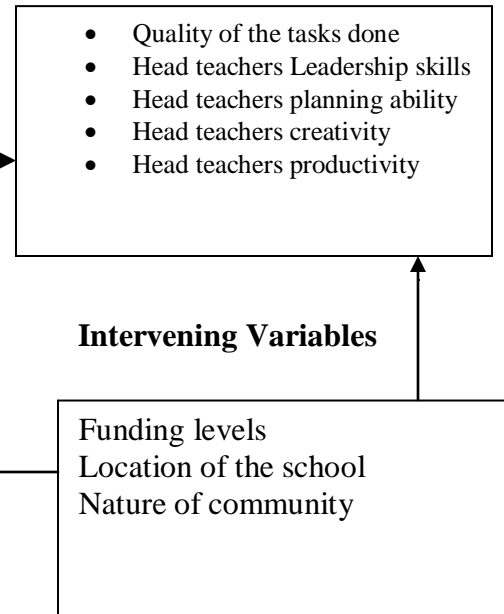 • Quality of the tasks done
• Head teachers Leadership skills
• Head teachers planning ability
• Head teachers creativity
• Head teachers productivity
Intervening Variables
Funding levels
Location of the school
Nature of community